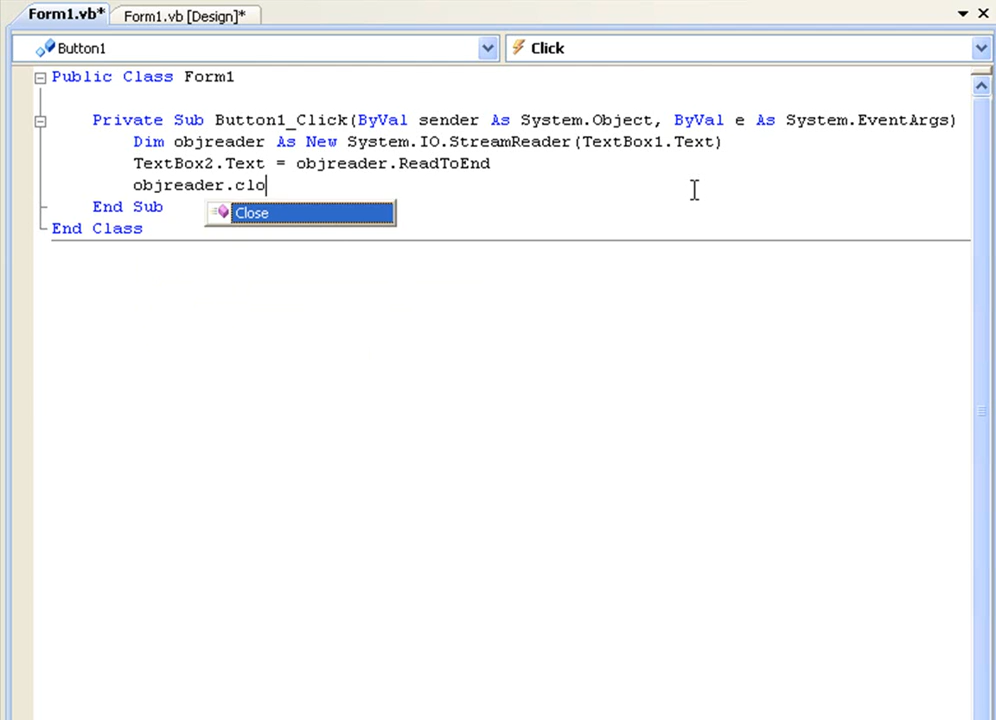 Form1.vb* Form1.vb [Design]*
Button1 Click
Public Class Form1
Private Sub Button1_Click(ByVal sender As System.Object, ByVal e As System.EventArgs)
Dim objreader As New System.IO.StreamReader(TextBox1.Text)
TextBox2.Text = objreader.ReadToEnd
objreader.clo
End Sub
Close
End Class